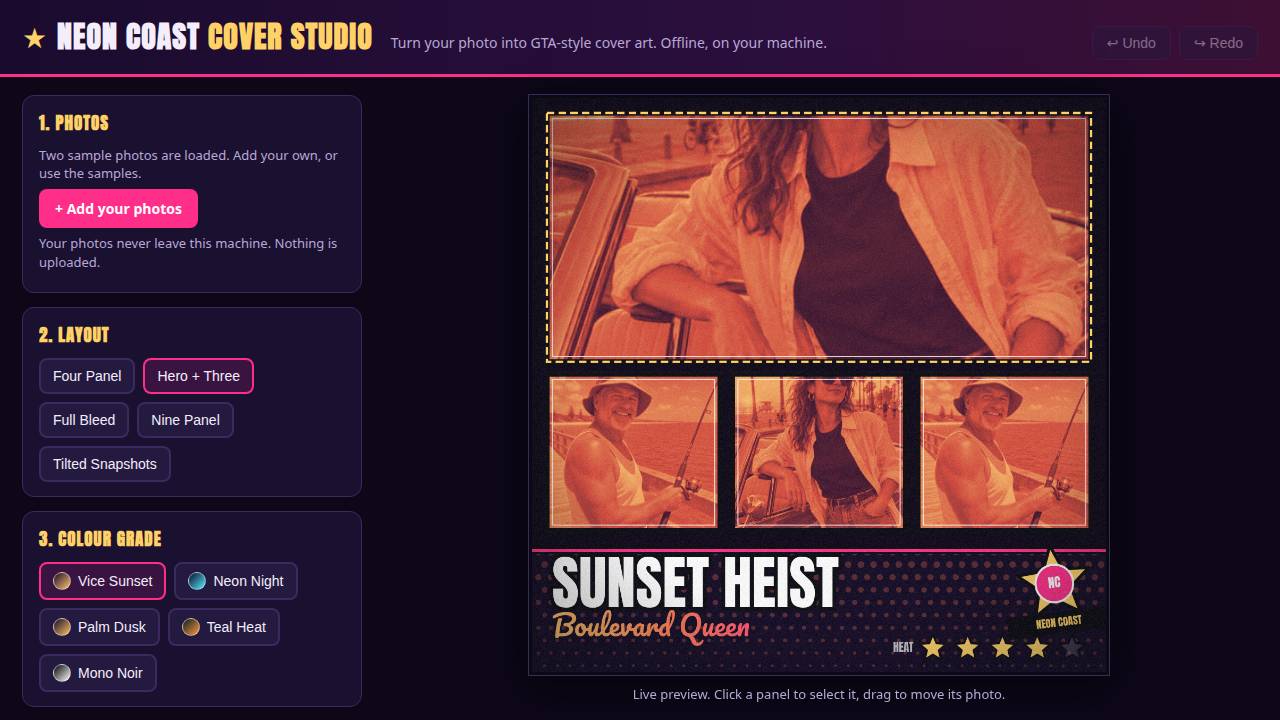 ★ NEON COAST COVER STUDIO
Turn your photo into GTA-style cover art. Offline, on your machine.
↩ Undo
↪ Redo
1. PHOTOS
Two sample photos are loaded. Add your own, or
use the samples.
+ Add your photos
Your photos never leave this machine. Nothing is
uploaded.
2. LAYOUT
Four Panel
Hero + Three
Full Bleed
Nine Panel
Tilted Snapshots
3. COLOUR GRADE
Vice Sunset
Neon Night
Palm Dusk
Teal Heat
Mono Noir
SUNSET HEIST
Boulevard Queen
NC
NEON COAST
HEAT
Live preview. Click a panel to select it, drag to move its photo.